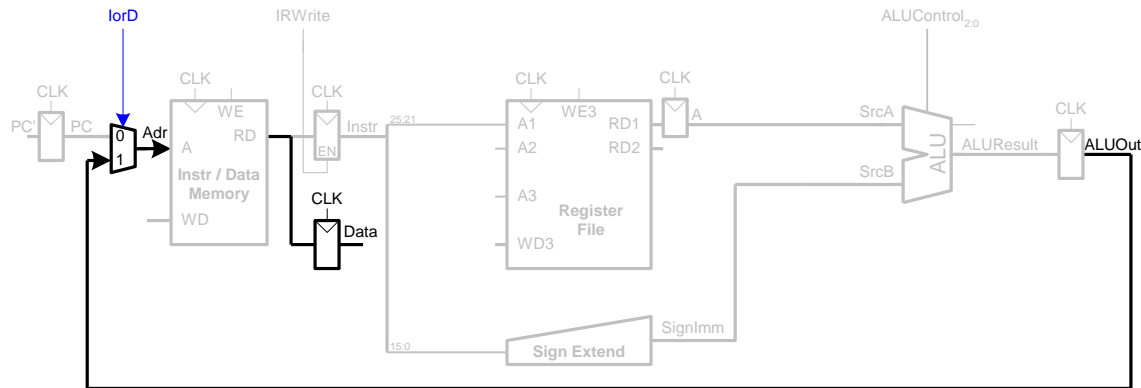 IorD
IRWrite
ALUControl2:0
CLK
CLK
CLK
CLK
CLK
CLK
PC'
PC
0
1
Adr
A
WE
RD
Instr / Data
Memory
WD
EN
Instr
25:21
A1
A2
A3
WD3
WE3
RD1
RD2
Register
File
A
SrcA
SrcB
ALU
ALUResult
ALUOut
CLK
Data
15:0
Sign Extend
SignImm